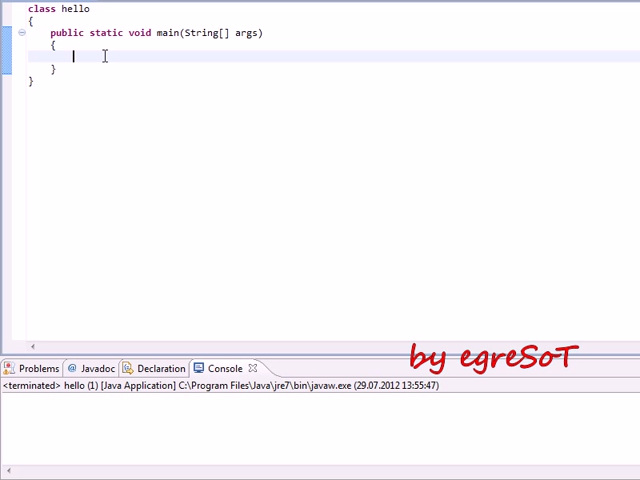 class hello
{
public static void main(String[] args)
{
}
}
by egreSoT
Problems @ Javadoc Declaration Console
<terminated> hello (1) [Java Application] C:\Program Files\Java\jre7\bin\javaw.exe (29.07.2012 13:55:47)